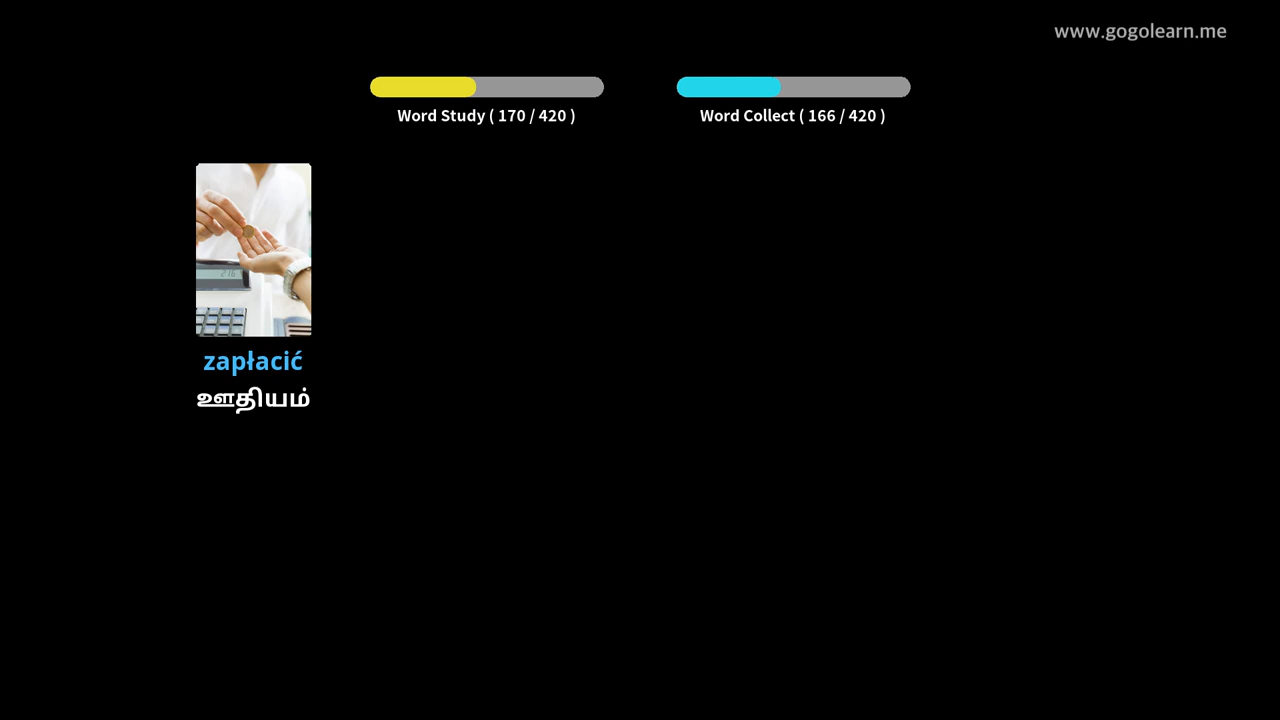 www.gogolearn.me
Word Study ( 170 / 420 )
Word Collect ( 166 / 420 )
zapłacić
ஊதியம்